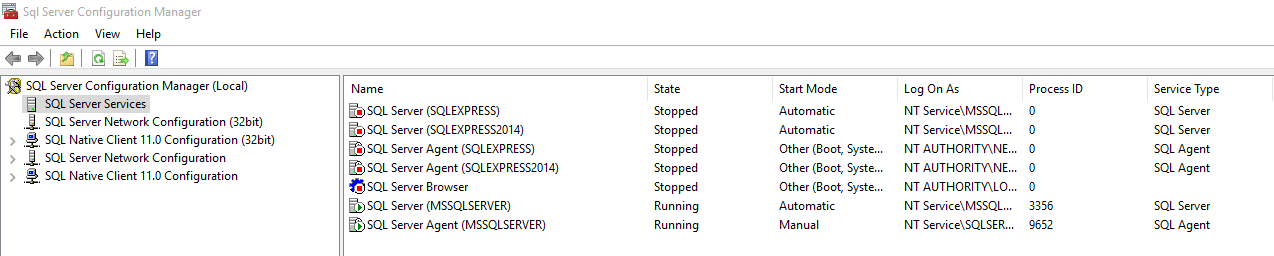 Sql Server Configuration Manager
File Action View Help
SQL Server Configuration Manager (Local)
SQL Server Services
SQL Server Network Configuration (32bit)
SQL Native Client 11.0 Configuration (32bit)
SQL Server Network Configuration
SQL Native Client 11.0 Configuration
Name State Start Mode Log On As Process ID Service Type
SQL Server (SQLEXPRESS) Stopped Automatic NT Service\MSSQL... 0 SQL Server
SQL Server (SQLEXPRESS2014) Stopped Automatic NT Service\MSSQL... 0 SQL Server
SQL Server Agent (SQLEXPRESS) Stopped Other (Boot, Syste... NT AUTHORITY\NE... 0 SQL Agent
SQL Server Agent (SQLEXPRESS2014) Stopped Other (Boot, Syste... NT AUTHORITY\NE... 0 SQL Agent
SQL Server Browser Stopped Other (Boot, Syste... NT AUTHORITY\LO... 0
SQL Server (MSSQLSERVER) Running Automatic NT Service\MSSQL... 3356 SQL Server
SQL Server Agent (MSSQLSERVER) Running Manual NT Service\SQLSER... 9652 SQL Agent